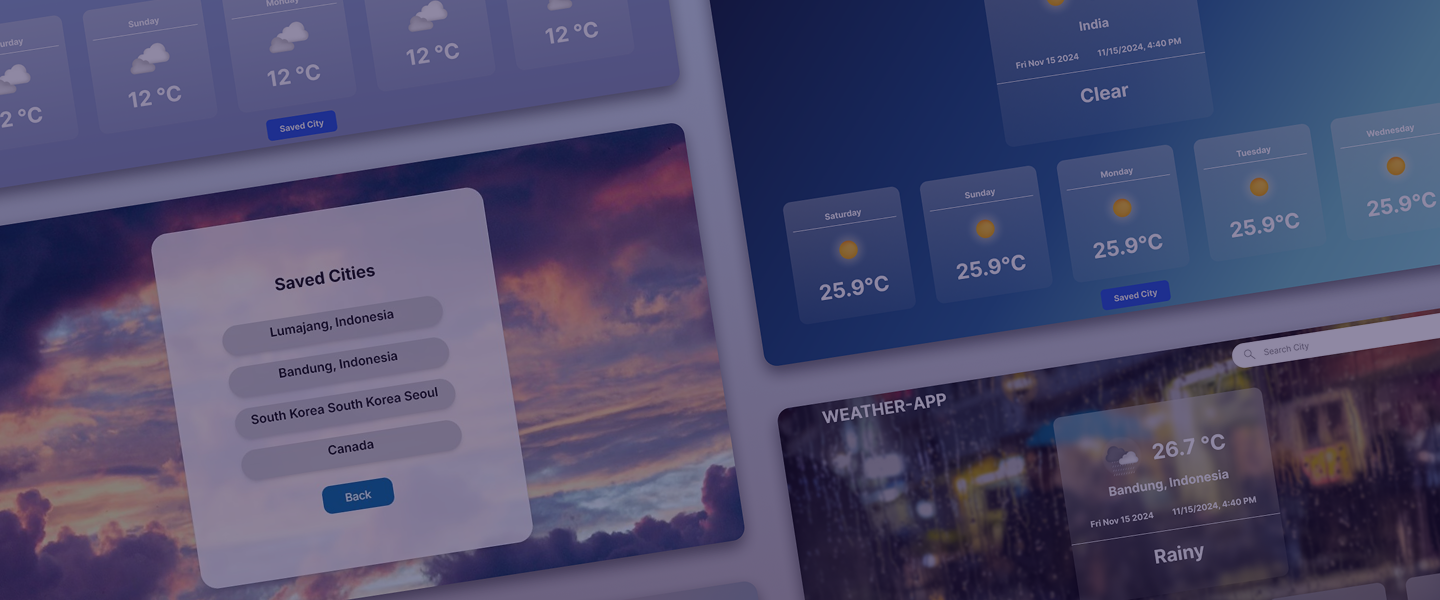 Sunday
12 °C
Monday
12 °C
12 °C
12 °C
Saved City
Saved Cities
Lumajang, Indonesia
Bandung, Indonesia
South Korea South Korea Seoul
Canada
Back
India
Fri Nov 15 2024 11/15/2024, 4:40 PM
Clear
Saturday
25.9°C
Sunday
25.9°C
Monday
25.9°C
Tuesday
25.9°C
Wednesday
25.9°C
Saved City
Search City
WEATHER-APP
26.7 °C
Bandung, Indonesia
Fri Nov 15 2024 11/15/2024, 4:40 PM
Rainy